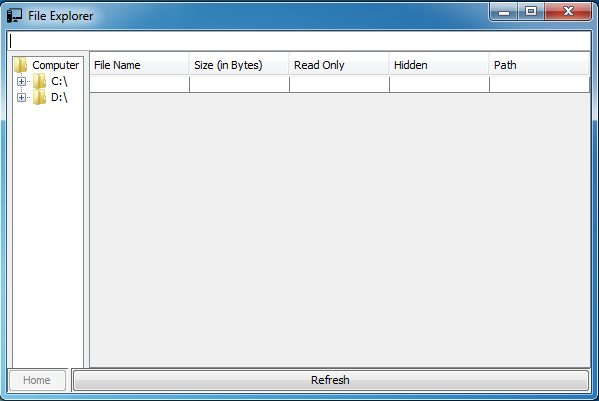 File Explorer
Computer
C:\
D:\
File Name Size (in Bytes) Read Only Hidden Path
Home Refresh